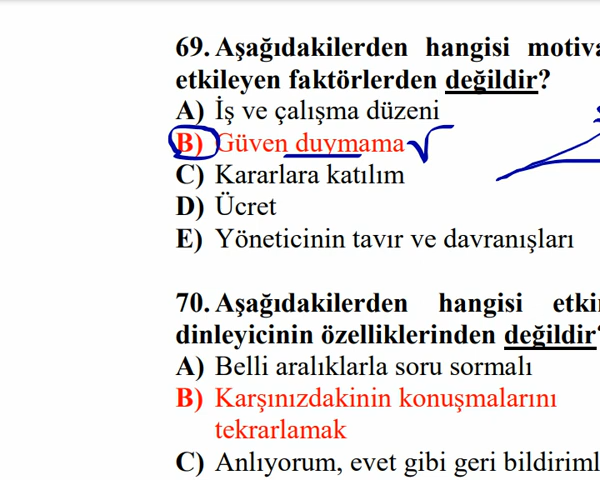 69. Aşağıdakilerden hangisi motiva
etkileyen faktörlerden değildir?
A) İş ve çalışma düzeni
B) Güven duymama
C) Kararlara katılım
D) Ücret
E) Yöneticinin tavır ve davranışları
70. Aşağıdakilerden hangisi etki
dinleyicinin özelliklerinden değildir
A) Belli aralıklarla soru sormalı
B) Karşınızdakinin konuşmalarını
tekrarlamak
C) Anlıyorum, evet gibi geri bildiriml